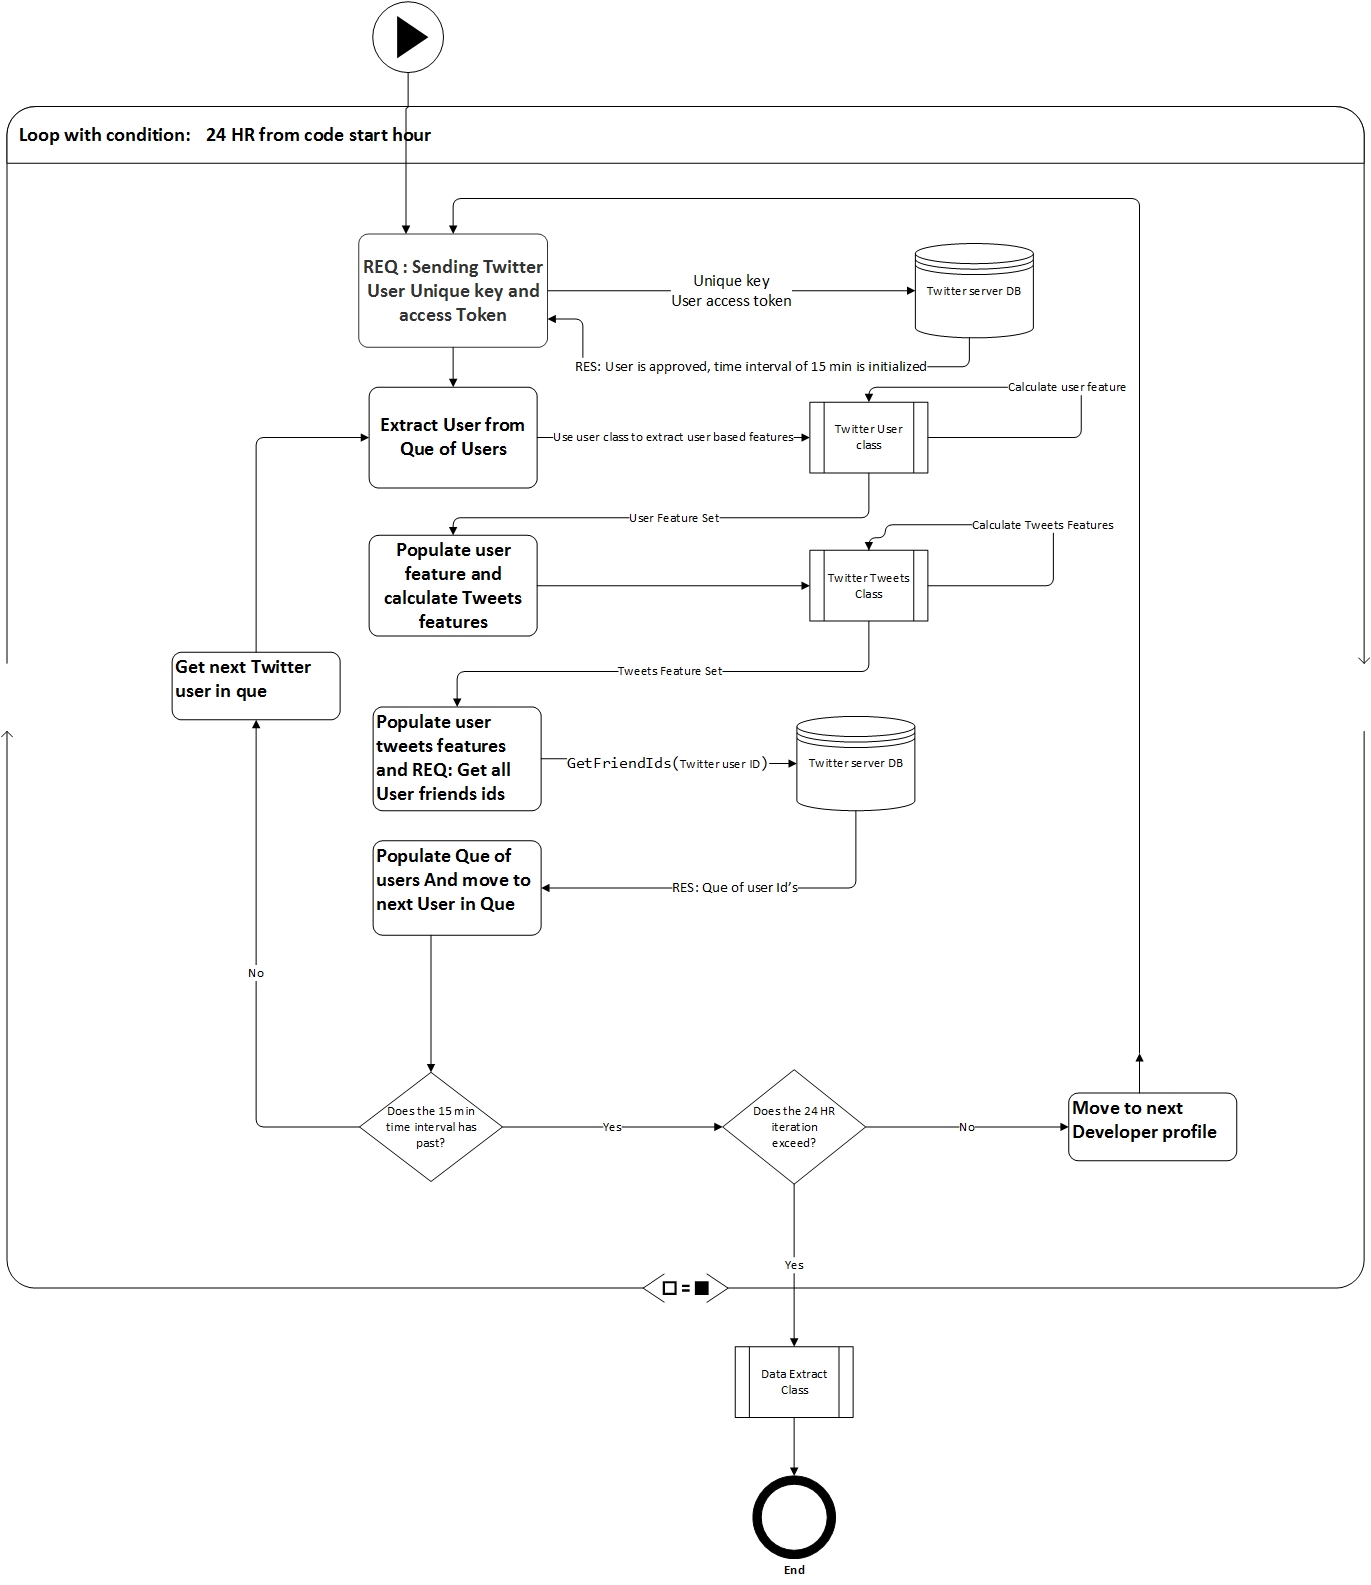 Loop with condition: 24 HR from code start hour
REQ : Sending Twitter
User Unique key and
access Token
Unique key
User access token
Twitter server DB
RES: User is approved, time interval of 15 min is initialized
Calculate user feature
Extract User from
Que of Users
Use user class to extract user based features
Twitter User
class
User Feature Set
Calculate Tweets Features
Populate user
feature and
calculate Tweets
features
Twitter Tweets
Class
Get next Twitter
user in que
Tweets Feature Set
Populate user
tweets features
and REQ: Get all
User friends ids
GetFriendIds(Twitter user ID)
Twitter server DB
Populate Que of
users And move to
next User in Que
RES: Que of user Id’s
No
Does the 15 min
time interval has
past?
Yes
Does the 24 HR
iteration
exceed?
No
Move to next
Developer profile
Yes
Data Extract
Class
End